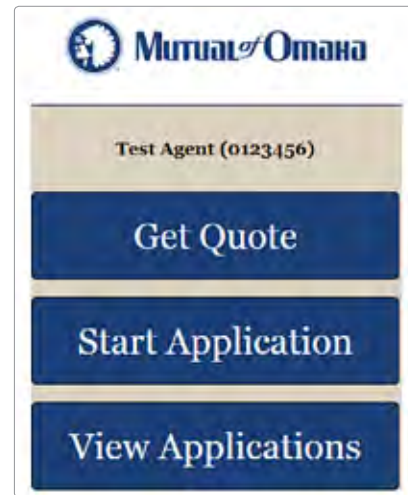 Mutual of Omaha
Test Agent (0123456)
Get Quote
Start Application
View Applications